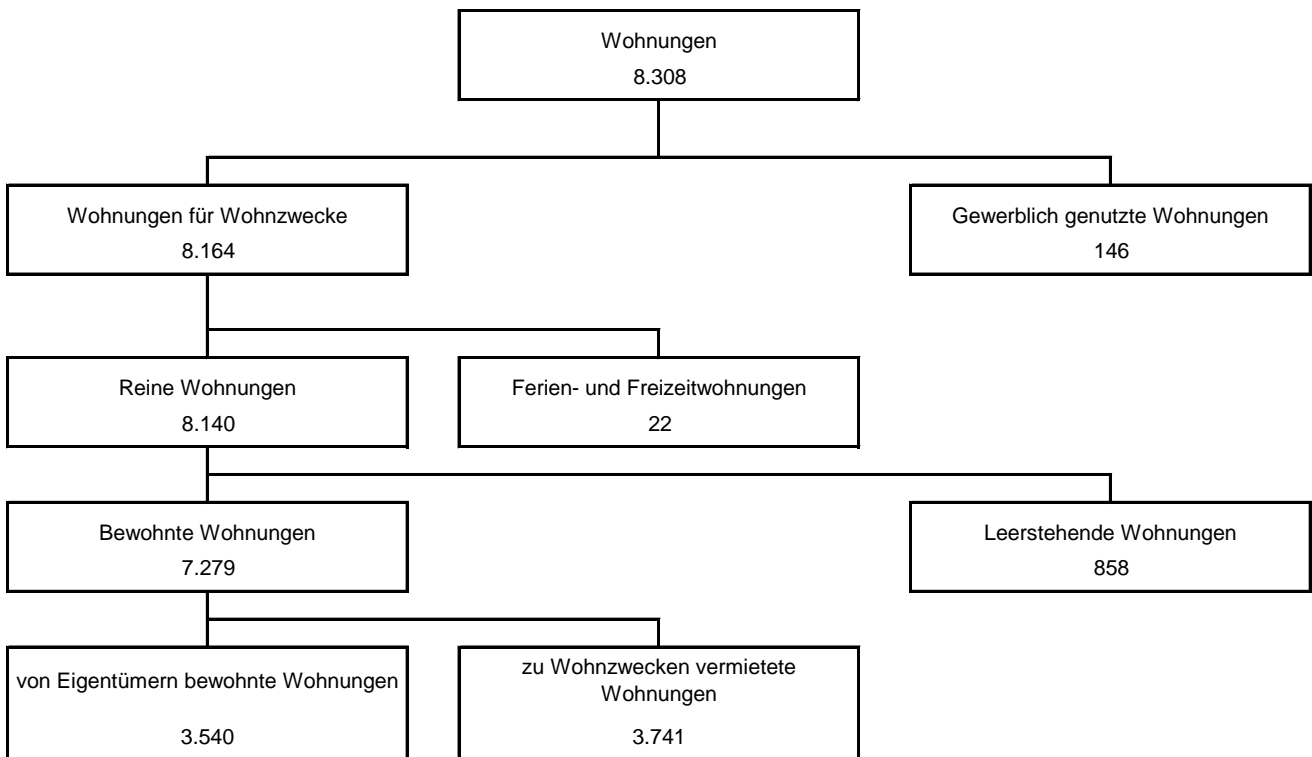 Wohnungen
8.308
Wohnungen für Wohnzwecke
8.164
Gewerblich genutzte Wohnungen
146
Reine Wohnungen
8.140
Ferien- und Freizeitwohnungen
22
Bewohnte Wohnungen
7.279
Leerstehende Wohnungen
858
von Eigentümern bewohnte Wohnungen
3.540
zu Wohnzwecken vermietete
Wohnungen
3.741